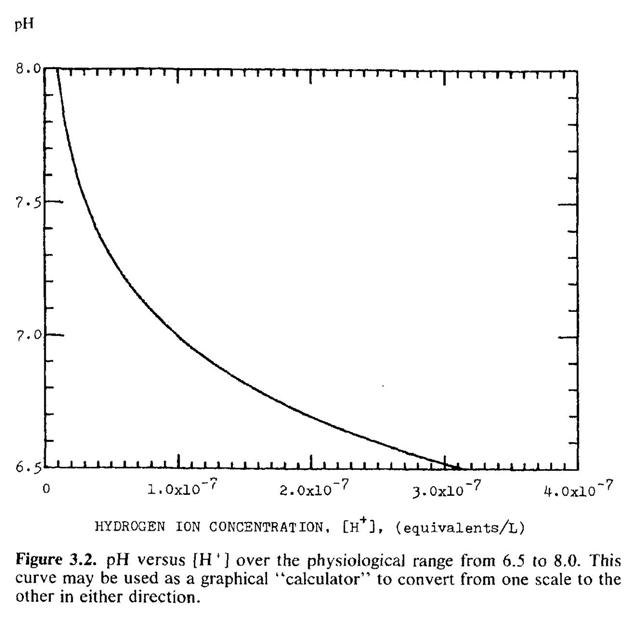 pH
8.0
7.5
7.0
6.5
0 1.0x10⁻⁷ 2.0x10⁻⁷ 3.0x10⁻⁷ 4.0x10⁻⁷
HYDROGEN ION CONCENTRATION, [H⁺], (equivalents/L)
Figure 3.2. pH versus [H⁺] over the physiological range from 6.5 to 8.0. This
curve may be used as a graphical "calculator" to convert from one scale to the
other in either direction.